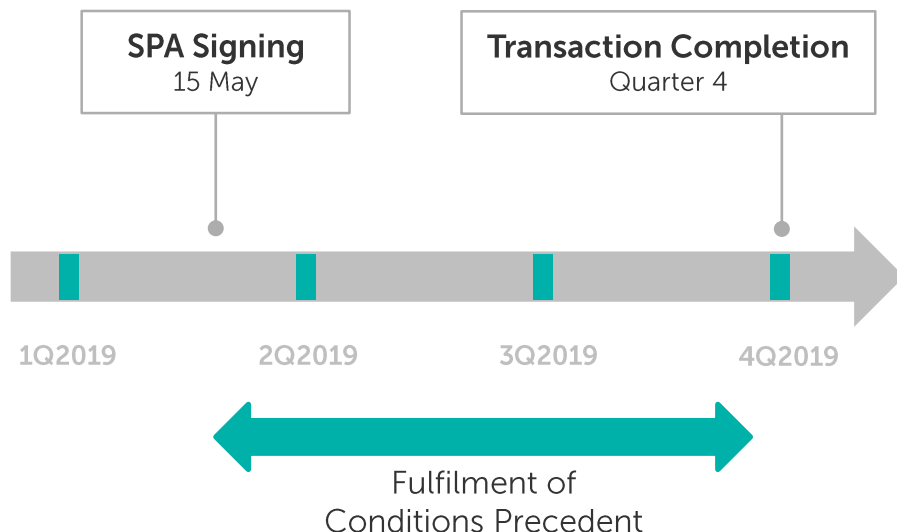 SPA Signing
15 May
Transaction Completion
Quarter 4
1Q2019
2Q2019
3Q2019
4Q2019
Fulfilment of
Conditions Precedent